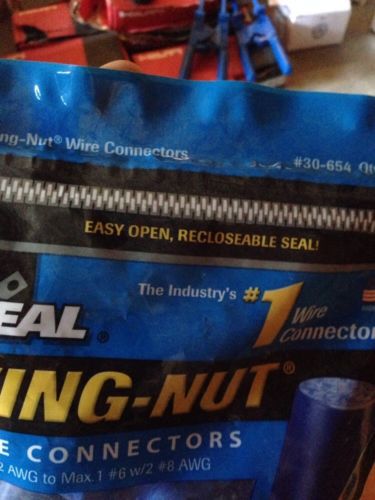 ng-Nut® Wire Connectors #30-654 Qt
EASY OPEN, RECLOSEABLE SEAL!
The Industry's #1 Wire
Connector
EAL®
ING-NUT®
E CONNECTORS
2 AWG to Max. 1 #6 w/2 #8 AWG